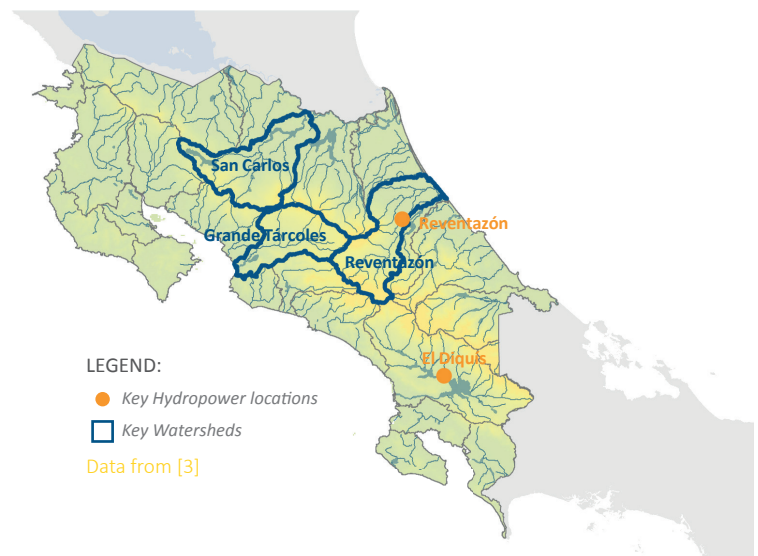 San Carlos
Grande Tárcoles
Reventazón
Reventazón
El Diquís
LEGEND:
Key Hydropower locations
Key Watersheds
Data from [3]